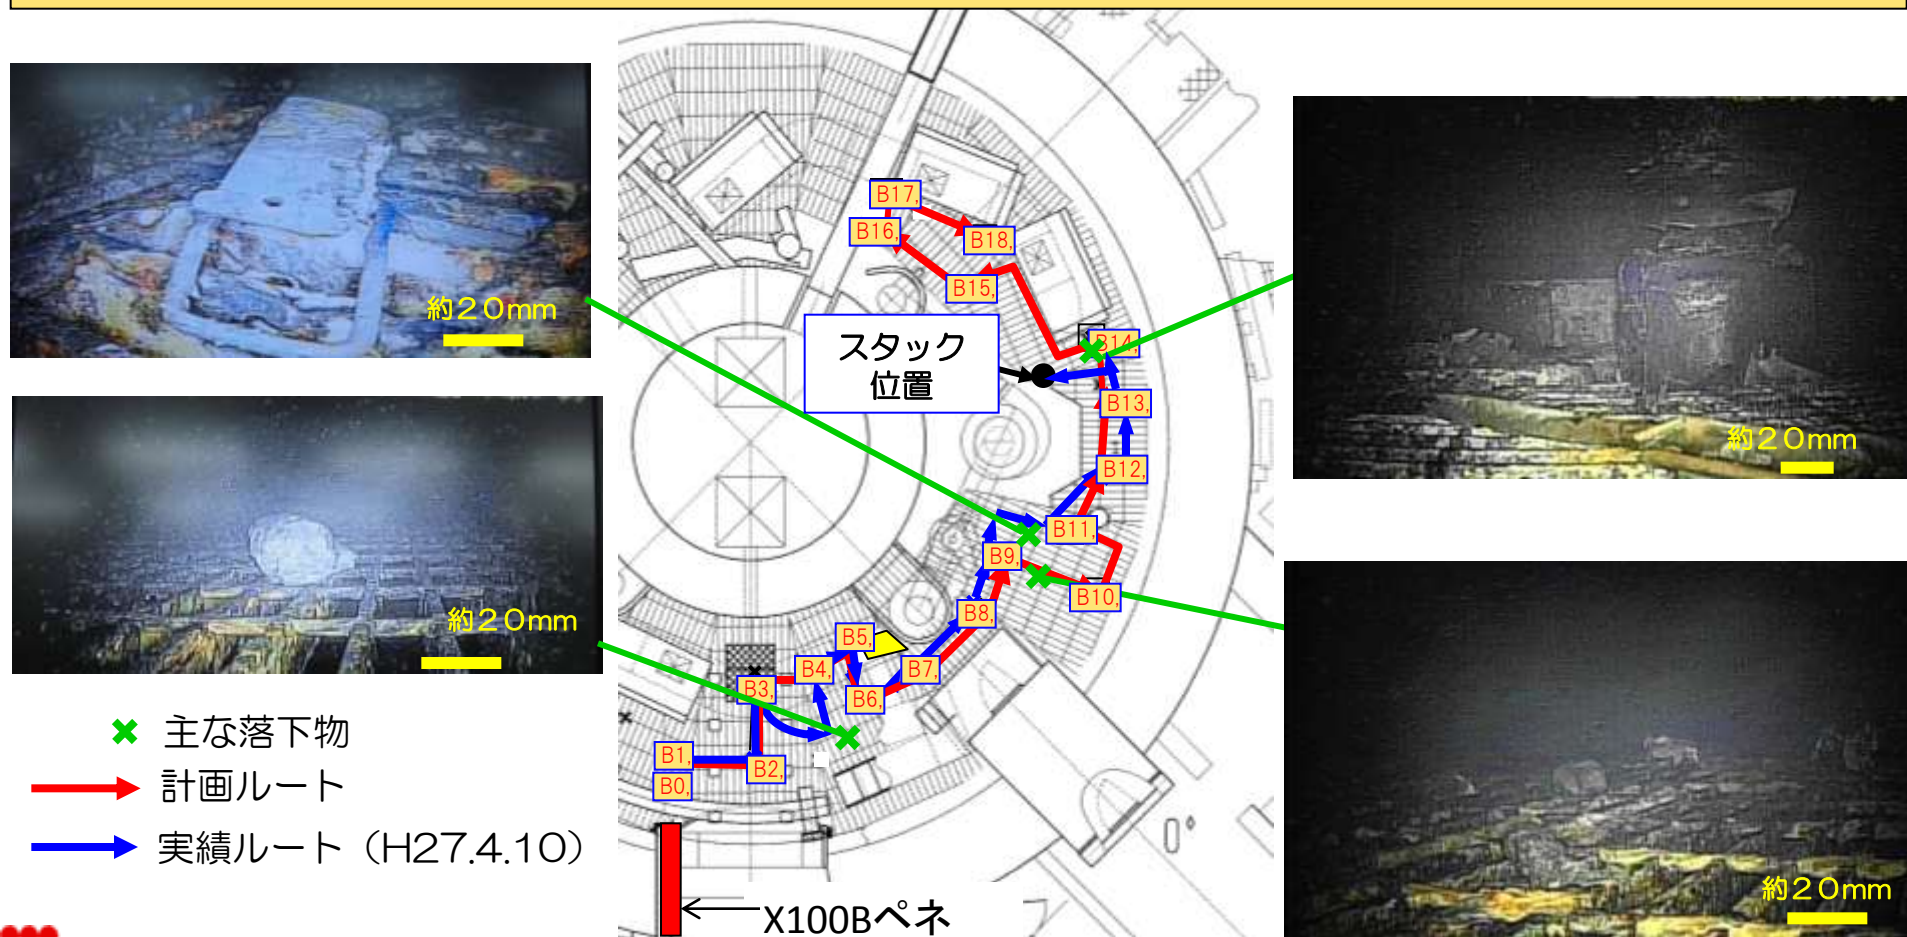 約20mm
約20mm
主な落下物
計画ルート
実績ルート（H27.4.10）
B17,
B16,
B18,
B15,
スタック
位置
B14,
B13,
B12,
B11,
B9,
B10,
B8,
B5,
B4,
B7,
B6,
B3,
B1,
B2,
B0,
X100Bペネ
約20mm
約20mm